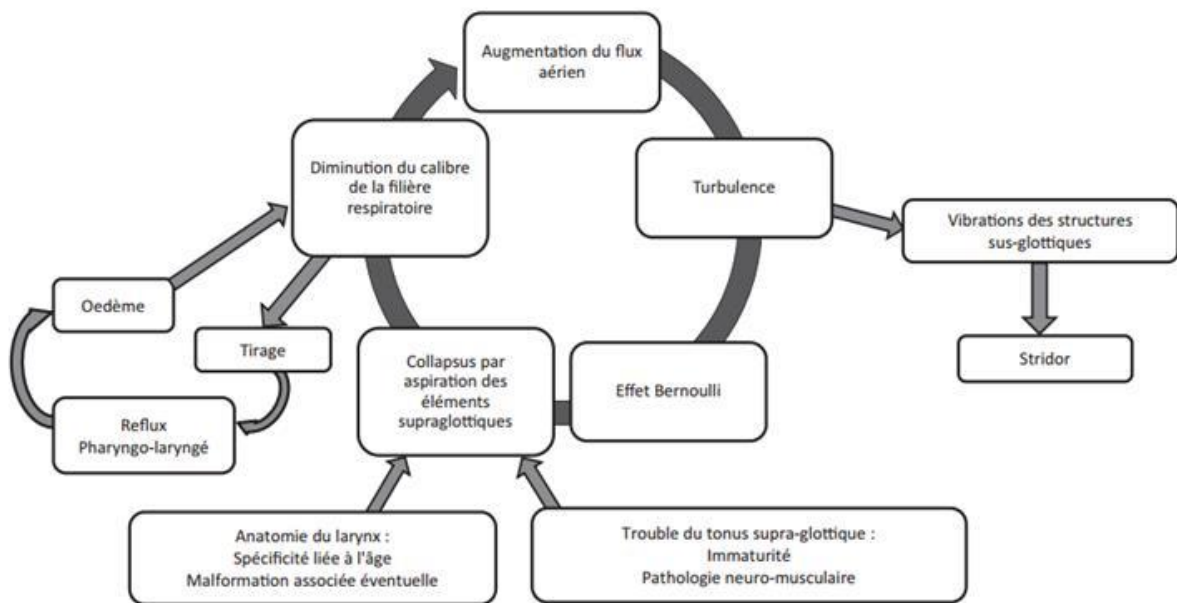 Augmentation du flux
aérien
Diminution du calibre
de la filière
respiratoire
Turbulence
Vibrations des structures
sus-glottiques
Oedème
Tirage
Collapsus par
aspiration des
éléments
supraglottiques
Effet Bernoulli
Stridor
Reflux
Pharyngo-laryngé
Anatomie du larynx :
Spécificité liée à l'âge
Malformation associée éventuelle
Trouble du tonus supra-glottique :
Immaturité
Pathologie neuro-musculaire